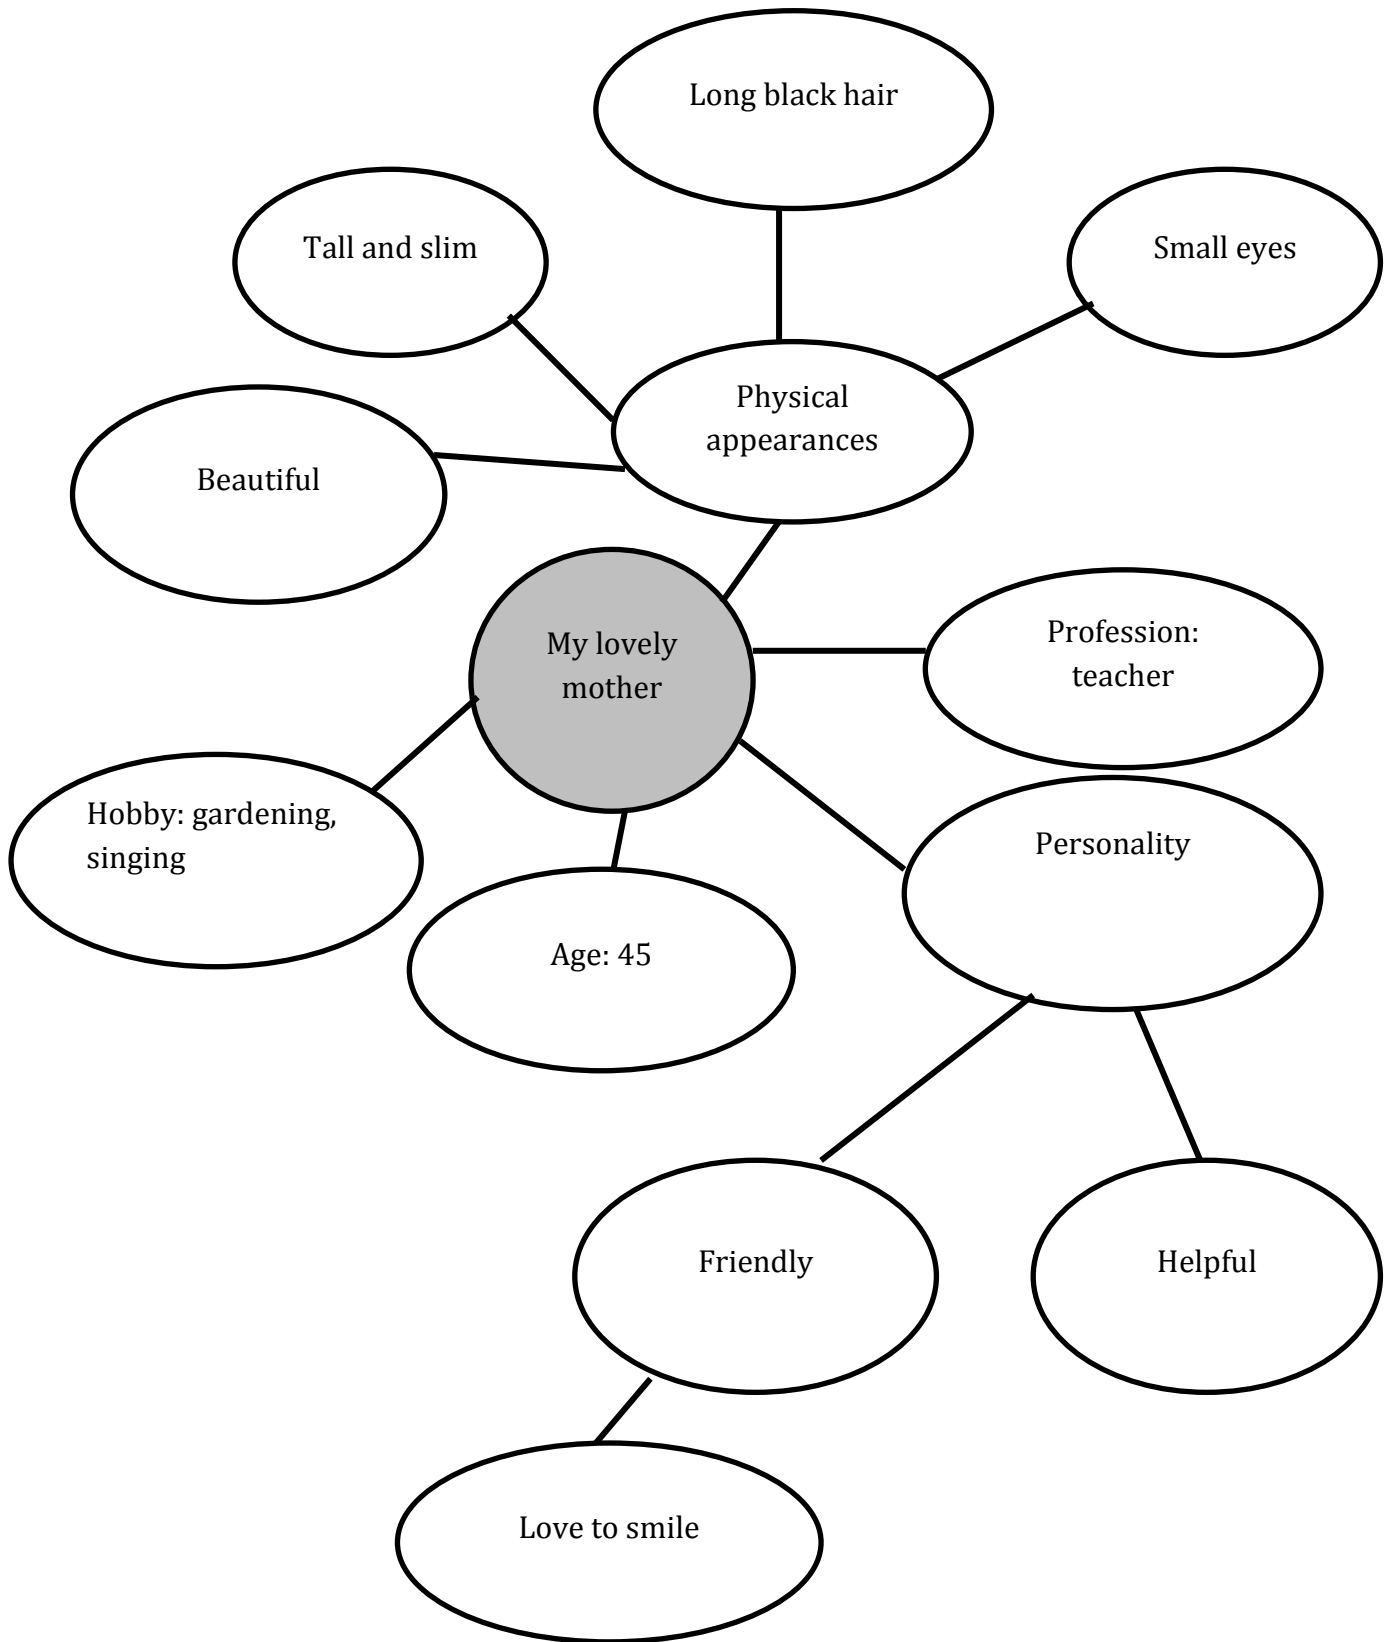 Long black hair
Tall and slim
Small eyes
Physical
appearances
Beautiful
My lovely
mother
Profession:
teacher
Hobby: gardening,
singing
Personality
Age: 45
Friendly
Helpful
Love to smile